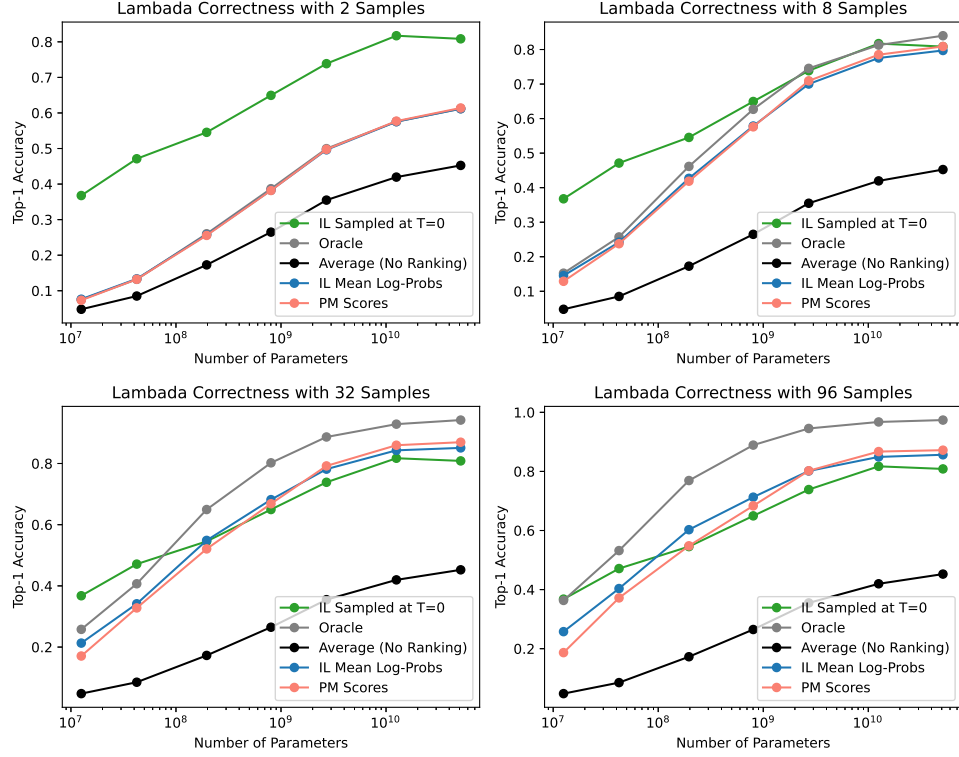 Lambada Correctness with 2 Samples
0.8
0.7
0.6
0.5
0.4
0.3
0.2
0.1
Top-1 Accuracy
IL Sampled at T=0
Oracle
Average (No Ranking)
IL Mean Log-Probs
PM Scores
10^7 10^8 10^9 10^10
Number of Parameters
Lambada Correctness with 8 Samples
0.8
0.7
0.6
0.5
0.4
0.3
0.2
0.1
Top-1 Accuracy
IL Sampled at T=0
Oracle
Average (No Ranking)
IL Mean Log-Probs
PM Scores
10^7 10^8 10^9 10^10
Number of Parameters
Lambada Correctness with 32 Samples
0.8
0.6
0.4
0.2
Top-1 Accuracy
IL Sampled at T=0
Oracle
Average (No Ranking)
IL Mean Log-Probs
PM Scores
10^7 10^8 10^9 10^10
Number of Parameters
Lambada Correctness with 96 Samples
1.0
0.8
0.6
0.4
0.2
Top-1 Accuracy
IL Sampled at T=0
Oracle
Average (No Ranking)
IL Mean Log-Probs
PM Scores
10^7 10^8 10^9 10^10
Number of Parameters